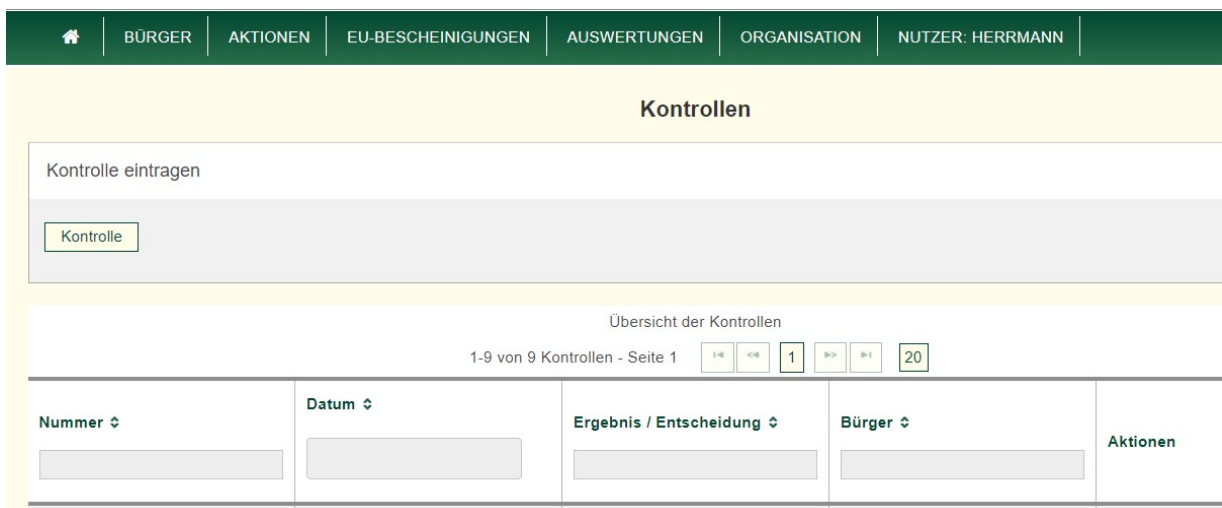 BÜRGER AKTIONEN EU-BESCHEINIGUNGEN AUSWERTUNGEN ORGANISATION NUTZER: HERRMANN
Kontrollen
Kontrolle eintragen
Kontrolle
Übersicht der Kontrollen
1-9 von 9 Kontrollen - Seite 1 1 20
Nummer Datum Ergebnis / Entscheidung Bürger Aktionen